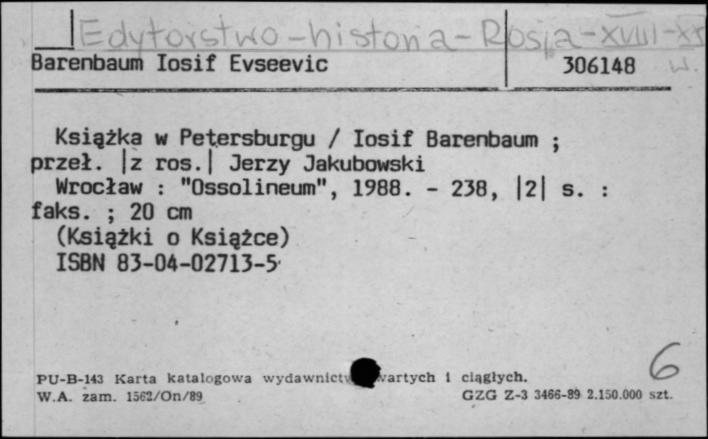 Edytorstwo - historia - Rosja - XVIII - XX
w.
Barenbaum Iosif Evseevic 306148
Książka w Petersburgu / Iosif Barenbaum ;
przeł. |z ros.| Jerzy Jakubowski
Wrocław : "Ossolineum", 1988. - 238, |2| s. :
faks. ; 20 cm
(Książki o Książce)
ISBN 83-04-02713-5
6
PU-B-143 Karta katalogowa wydawnictw zwartych i ciągłych.
W.A. zam. 1562/On/89 GZG Z-3 3466-89 2.150.000 szt.